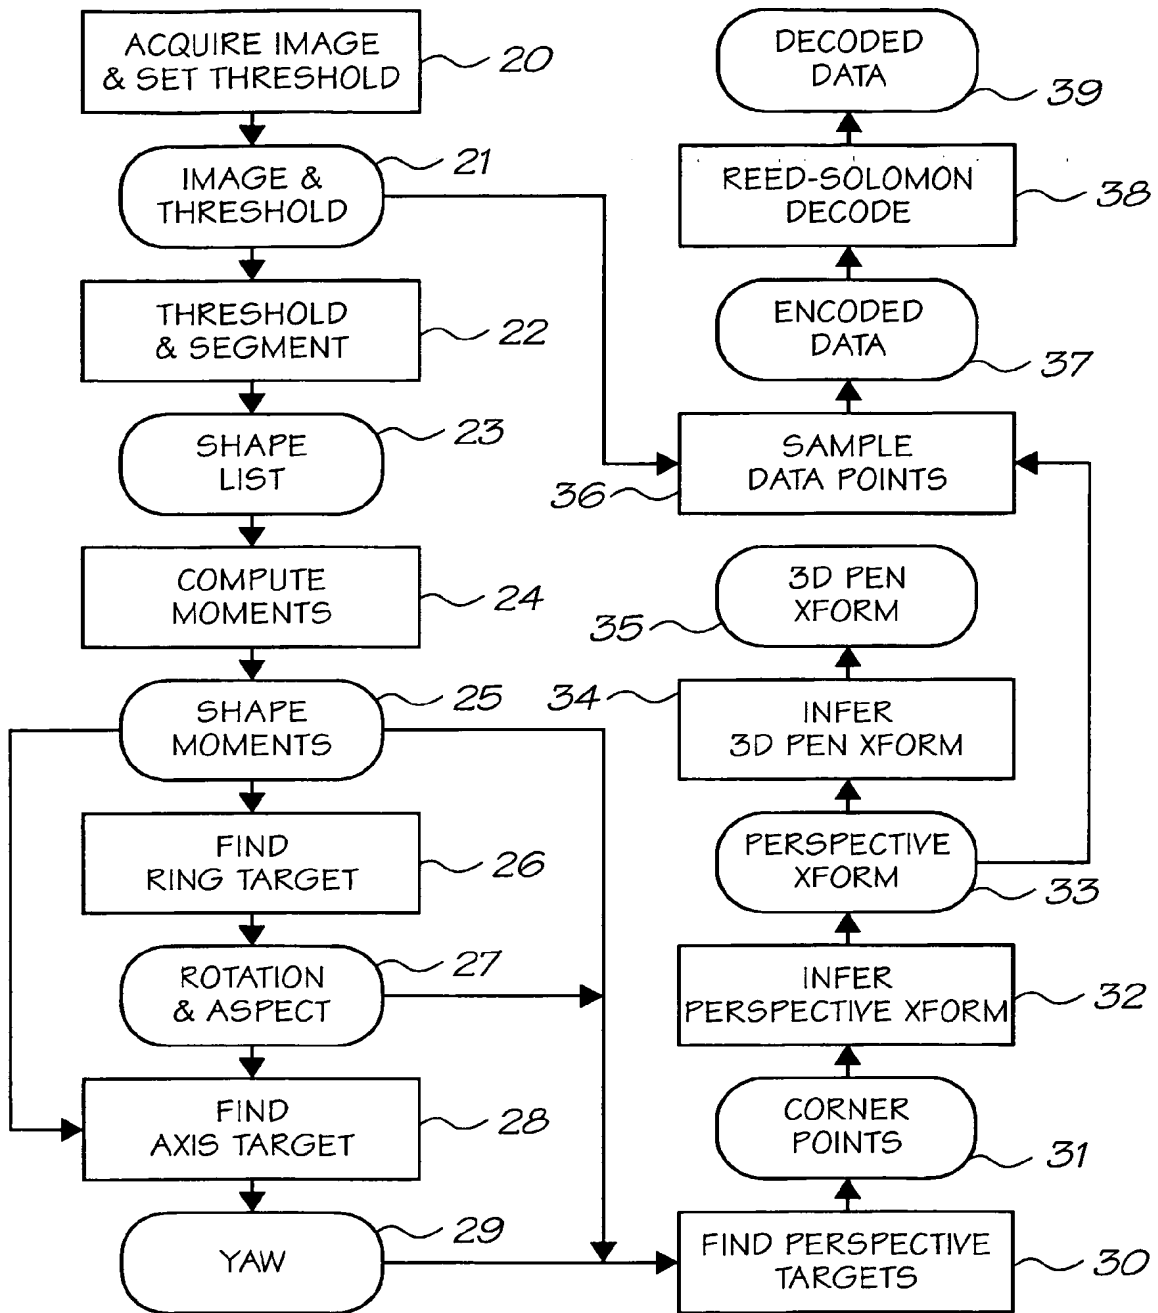 ACQUIRE IMAGE
& SET THRESHOLD
20
IMAGE &
THRESHOLD
21
THRESHOLD
& SEGMENT
22
SHAPE
LIST
23
COMPUTE
MOMENTS
24
SHAPE
MOMENTS
25
FIND
RING TARGET
26
ROTATION
& ASPECT
27
FIND
AXIS TARGET
28
YAW
29
DECODED
DATA
39
REED-SOLOMON
DECODE
38
ENCODED
DATA
37
SAMPLE
DATA POINTS
36
3D PEN
XFORM
35
34
INFER
3D PEN XFORM
PERSPECTIVE
XFORM
33
INFER
PERSPECTIVE XFORM
32
CORNER
POINTS
31
FIND PERSPECTIVE
TARGETS
30